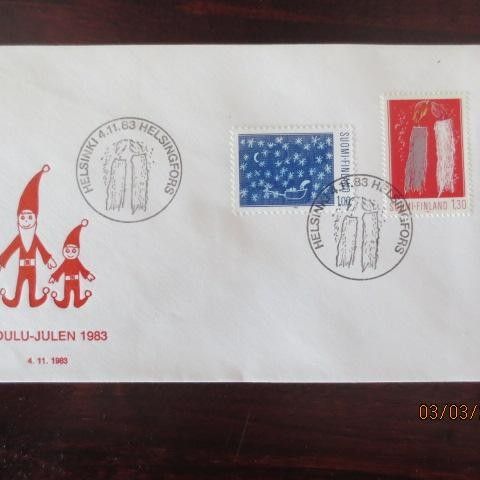 HELSINKI 4.11.83 HELSINGFORS
SUOMI-FINLAND
1,00
SUOMI-FINLAND 1,30
HELSINKI 4.11.83 HELSINGFORS
OULU-JULEN 1983
4. 11. 1983
03/03/